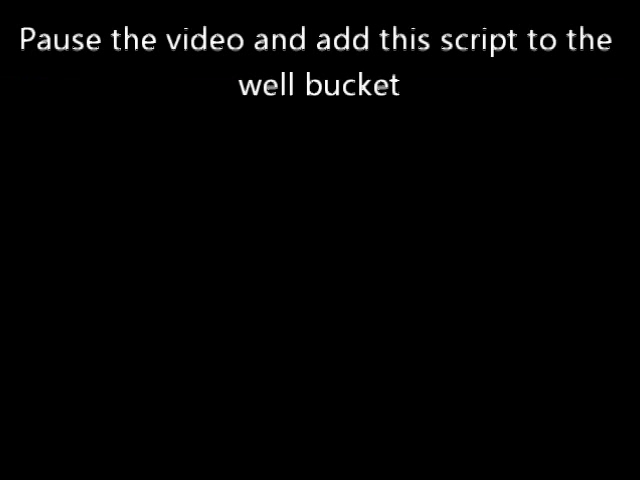 Pause the video and add this script to the
well bucket